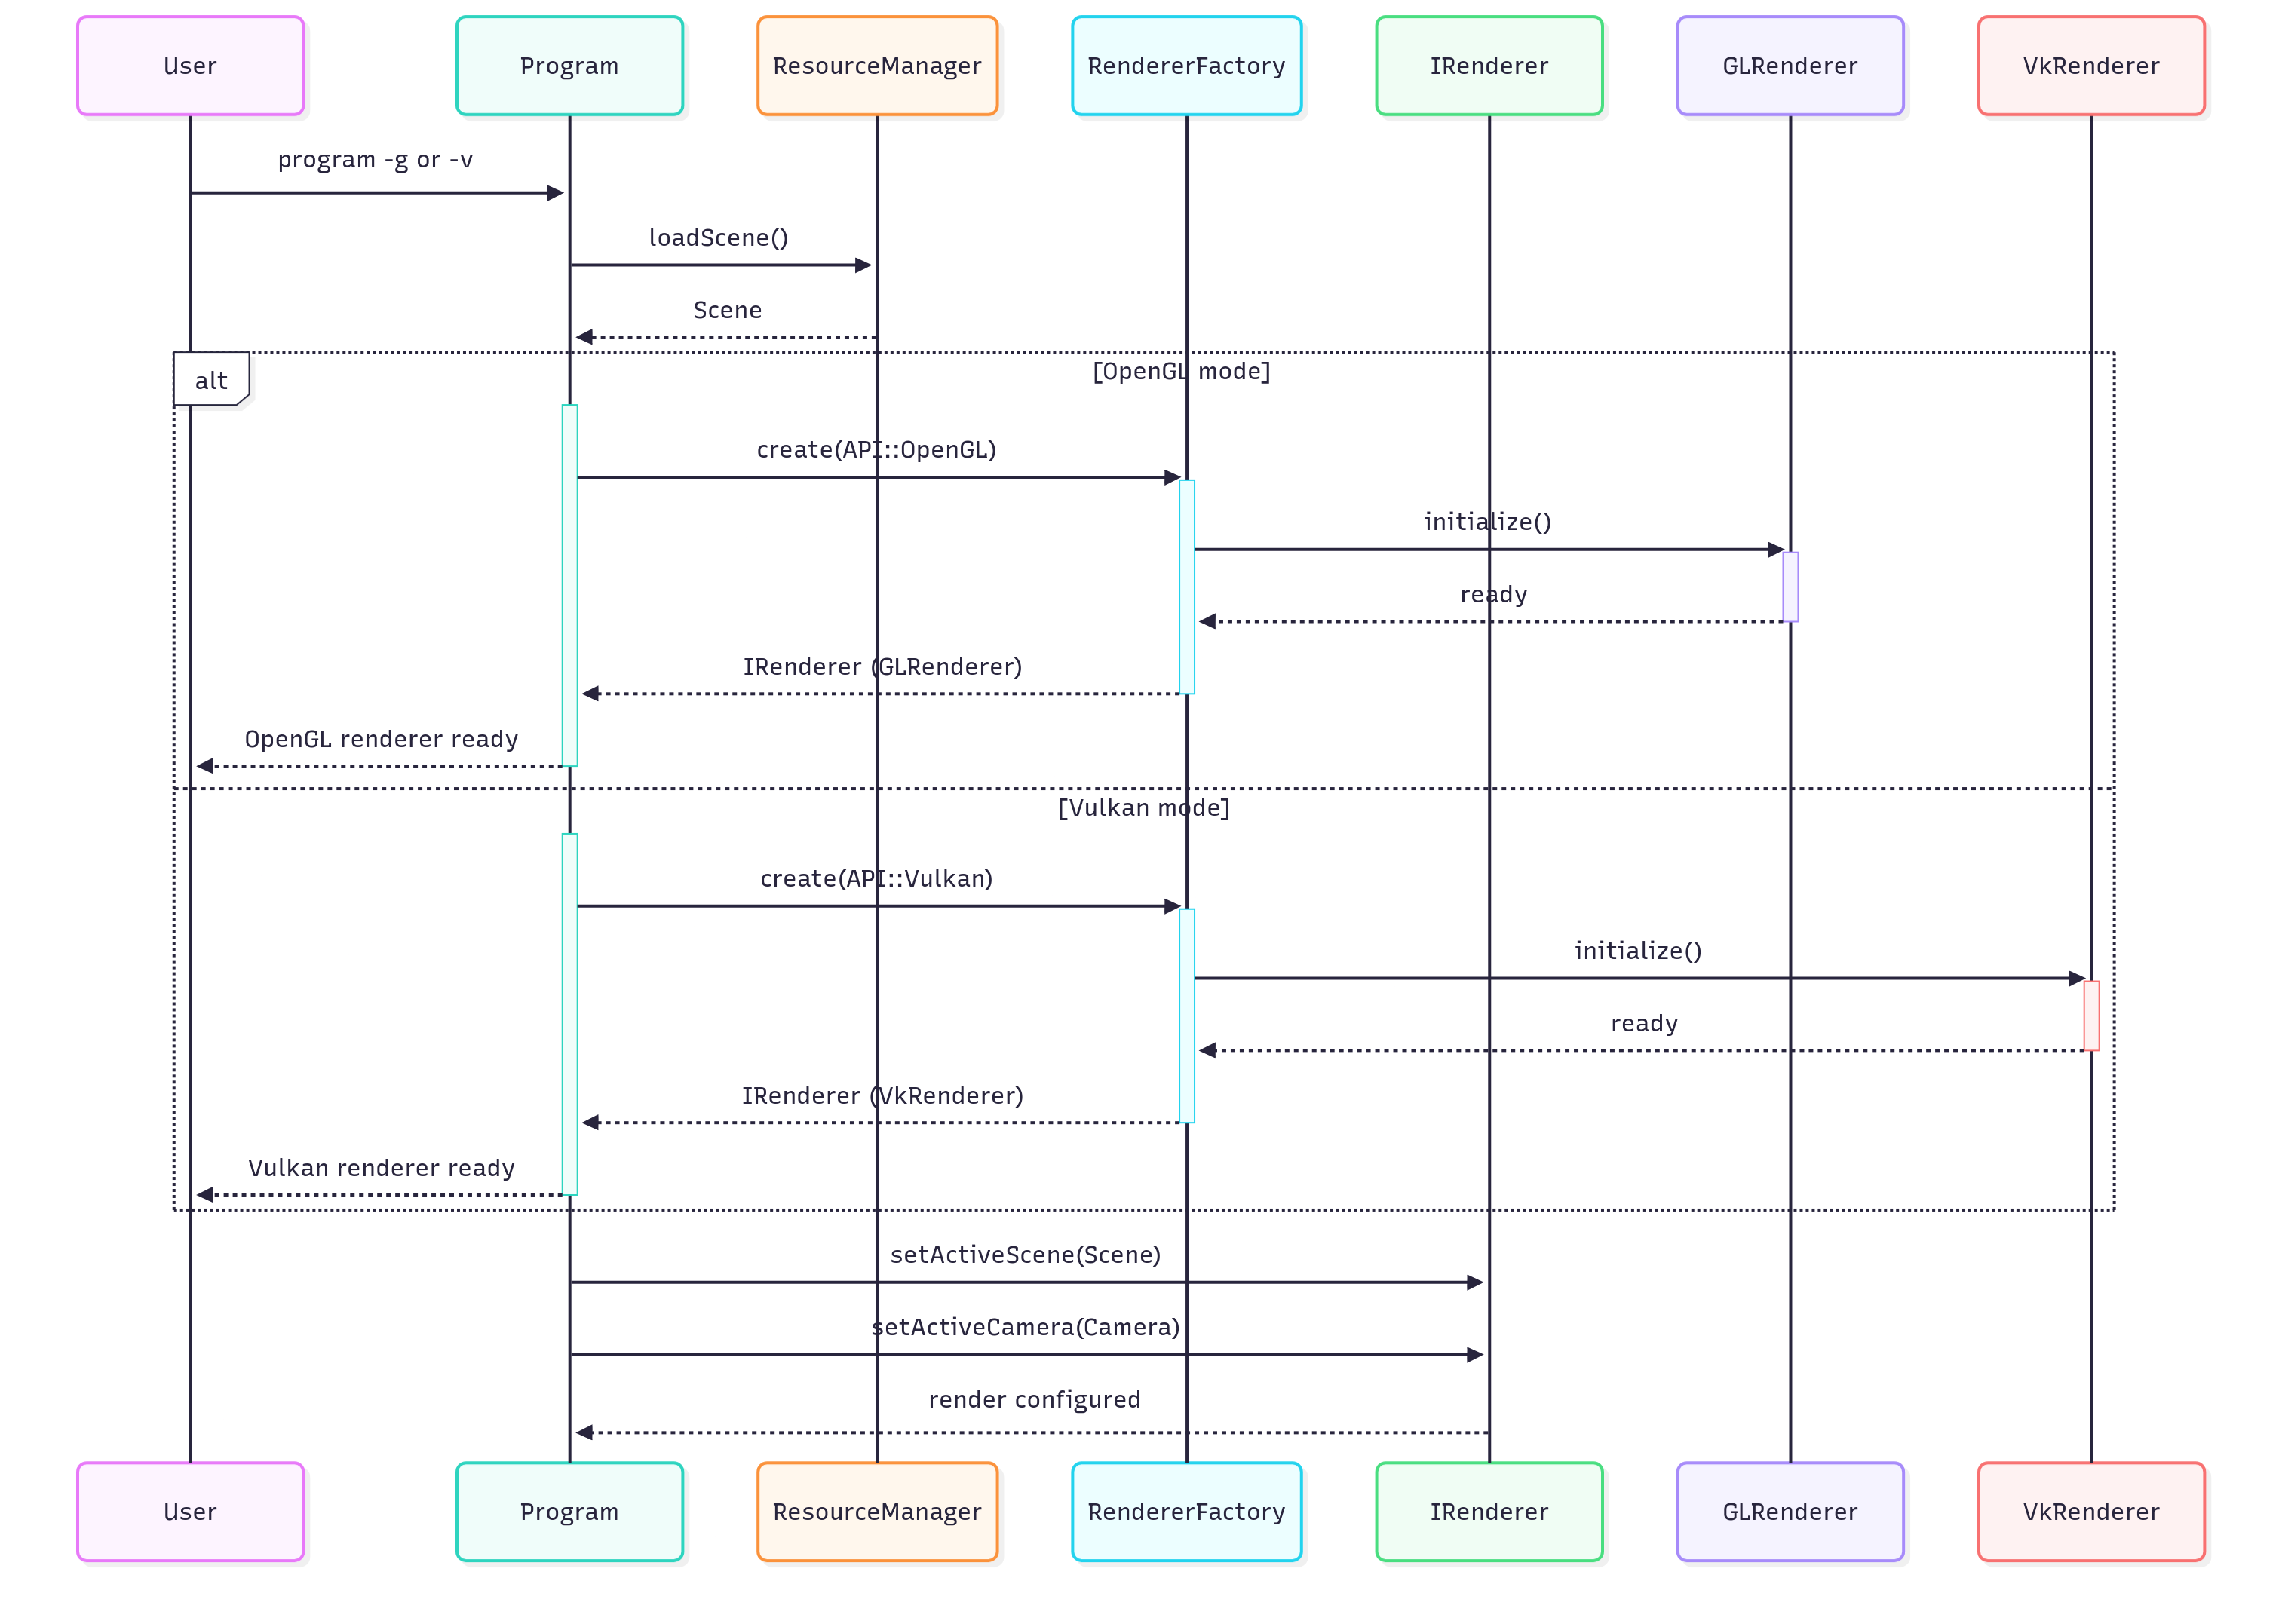 User
Program
ResourceManager
RendererFactory
IRenderer
GLRenderer
VkRenderer
program -g or -v
loadScene()
Scene
alt
[OpenGL mode]
create(API::OpenGL)
initialize()
ready
IRenderer (GLRenderer)
OpenGL renderer ready
[Vulkan mode]
create(API::Vulkan)
initialize()
ready
IRenderer (VkRenderer)
Vulkan renderer ready
setActiveScene(Scene)
setActiveCamera(Camera)
render configured
User
Program
ResourceManager
RendererFactory
IRenderer
GLRenderer
VkRenderer